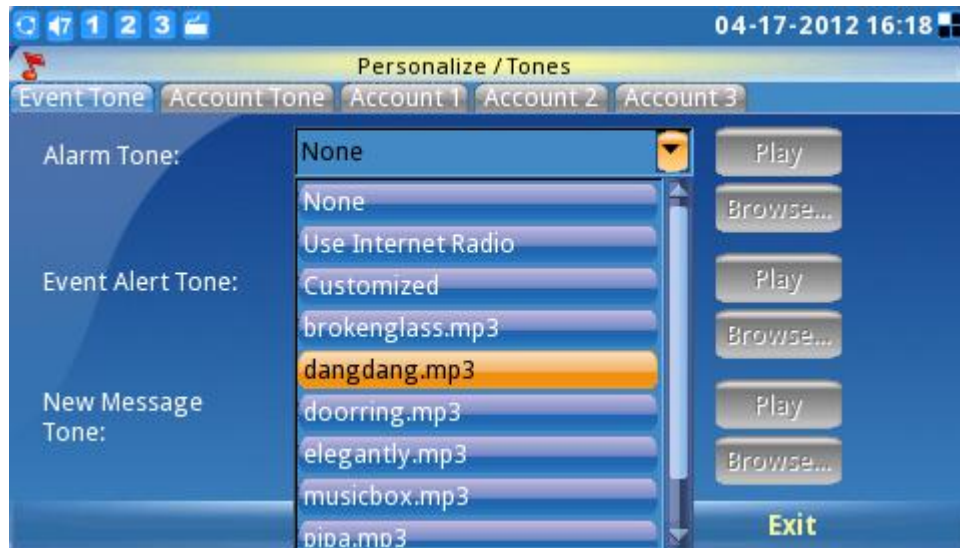 7 1 2 3 04-17-2012 16:18
Personalize / Tones
Event Tone Account Tone Account 1 Account 2 Account 3
Alarm Tone: None Play
None
Browse...
Use Internet Radio
Event Alert Tone: Customized Play
brokenglass.mp3 Browse...
dangdang.mp3
New Message
Tone:
doorring.mp3 Play
elegantly.mp3 Browse...
musicbox.mp3
pipa.mp3
Exit